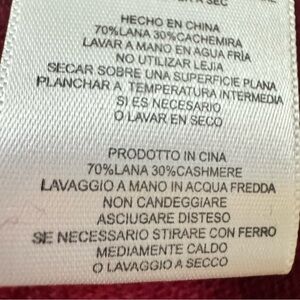 A SEC
HECHO EN CHINA
70%LANA 30%CACHEMIRA
LAVAR A MANO EN AGUA FRÍA
NO UTILIZAR LEJIA
SECAR SOBRE UNA SUPERFICIE PLANA
PLANCHAR A TEMPERATURA INTERMEDIA
SI ES NECESARIO
O LAVAR EN SECO
PRODOTTO IN CINA
70%LANA 30%CASHMERE
LAVAGGIO A MANO IN ACQUA FREDDA
NON CANDEGGIARE
ASCIUGARE DISTESO
SE NECESSARIO STIRARE CON FERRO
MEDIAMENTE CALDO
O LAVAGGIO A SECCO